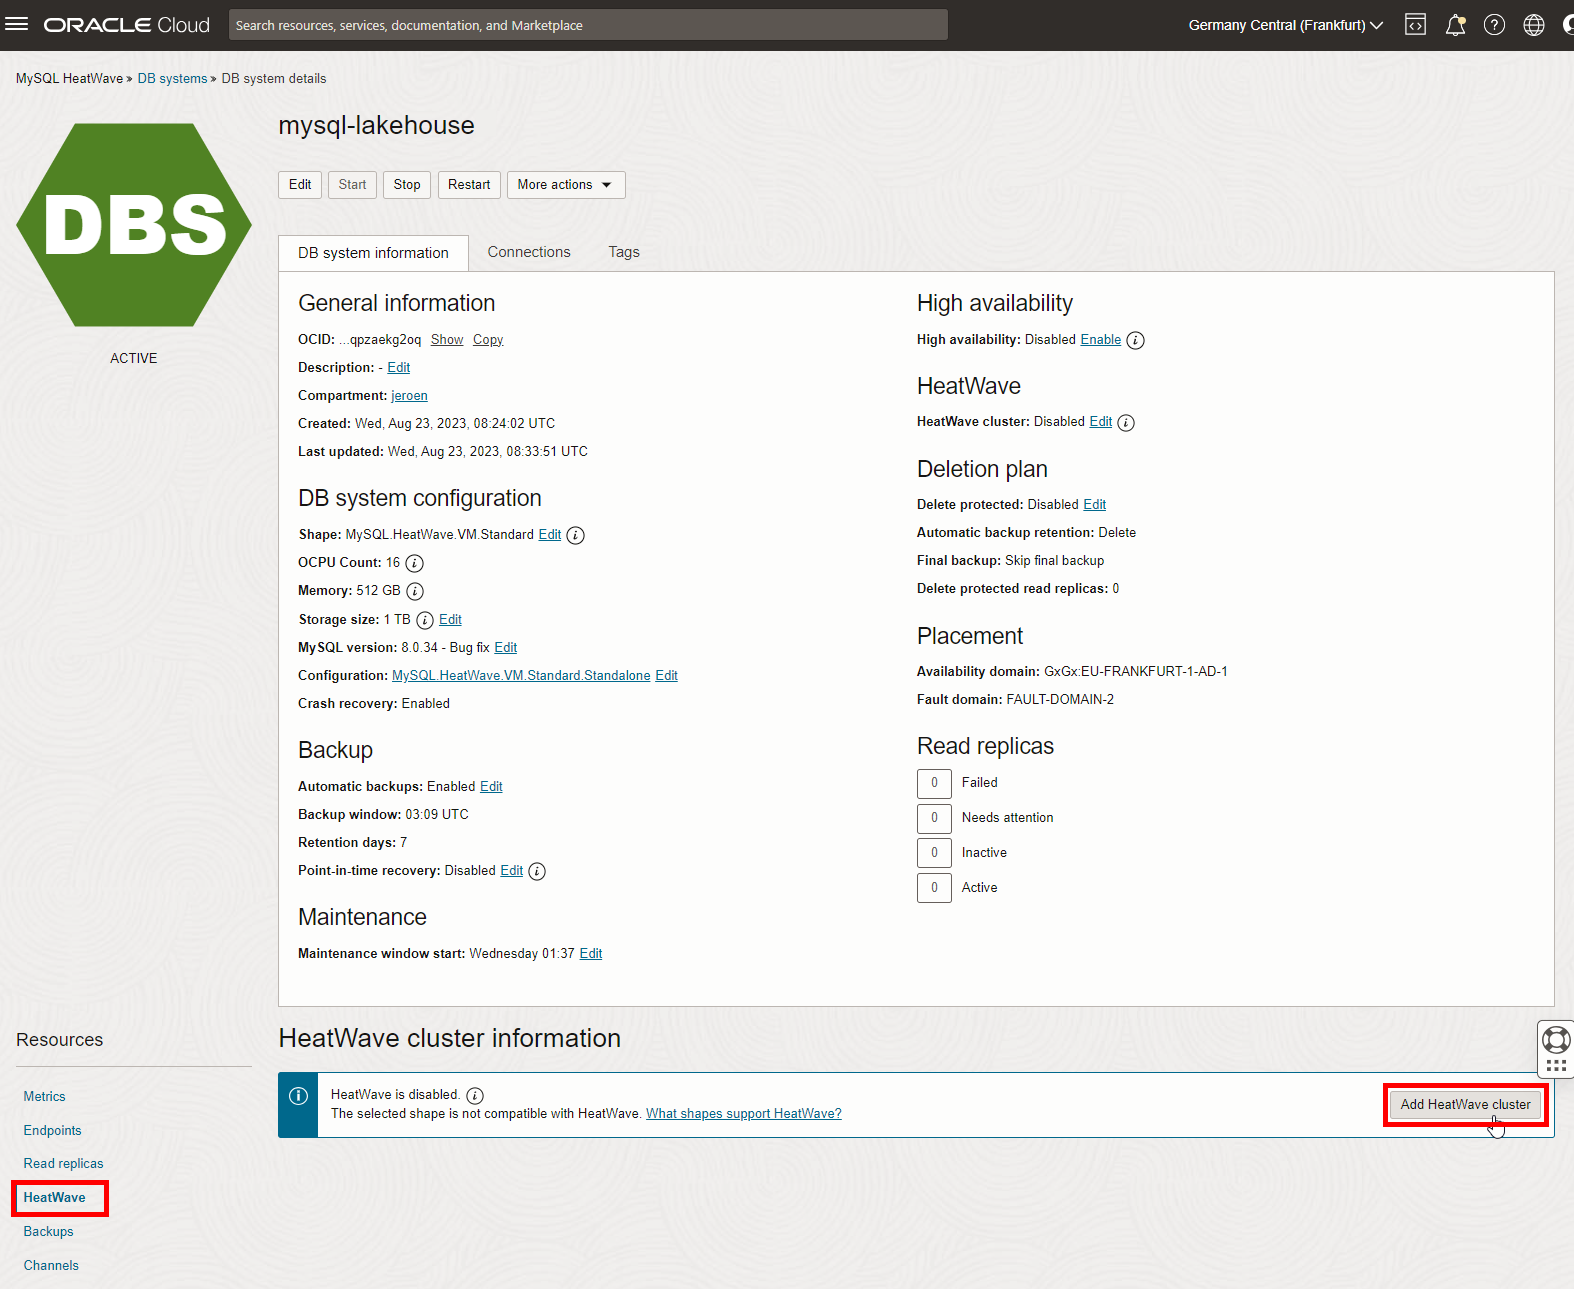 ORACLE Cloud
Search resources, services, documentation, and Marketplace
Germany Central (Frankfurt)
MySQL HeatWave » DB systems » DB system details
DBS
ACTIVE
mysql-lakehouse
Edit Start Stop Restart More actions
DB system information Connections Tags
General information
OCID: ...qpzaekg2oq Show Copy
Description: - Edit
Compartment: jeroen
Created: Wed, Aug 23, 2023, 08:24:02 UTC
Last updated: Wed, Aug 23, 2023, 08:33:51 UTC
DB system configuration
Shape: MySQL.HeatWave.VM.Standard Edit
OCPU Count: 16
Memory: 512 GB
Storage size: 1 TB Edit
MySQL version: 8.0.34 - Bug fix Edit
Configuration: MySQL.HeatWave.VM.Standard.Standalone Edit
Crash recovery: Enabled
Backup
Automatic backups: Enabled Edit
Backup window: 03:09 UTC
Retention days: 7
Point-in-time recovery: Disabled Edit
Maintenance
Maintenance window start: Wednesday 01:37 Edit
High availability
High availability: Disabled Enable
HeatWave
HeatWave cluster: Disabled Edit
Deletion plan
Delete protected: Disabled Edit
Automatic backup retention: Delete
Final backup: Skip final backup
Delete protected read replicas: 0
Placement
Availability domain: GxGx:EU-FRANKFURT-1-AD-1
Fault domain: FAULT-DOMAIN-2
Read replicas
0 Failed
0 Needs attention
0 Inactive
0 Active
Resources
Metrics
Endpoints
Read replicas
HeatWave
Backups
Channels
HeatWave cluster information
HeatWave is disabled.
The selected shape is not compatible with HeatWave. What shapes support HeatWave?
Add HeatWave cluster